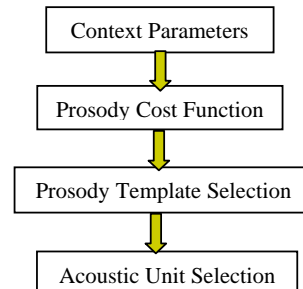 Context Parameters
Prosody Cost Function
Prosody Template Selection
Acoustic Unit Selection